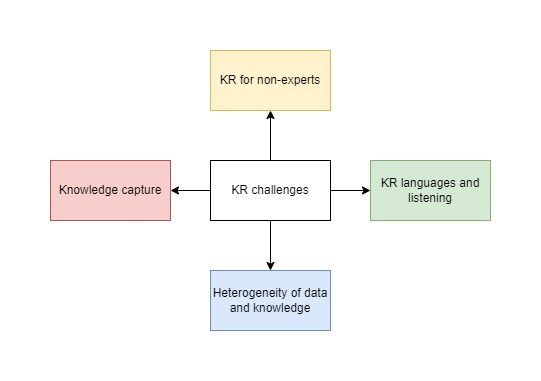 KR for non-experts
Knowledge capture
KR challenges
KR languages and
listening
Heterogeneity of data
and knowledge